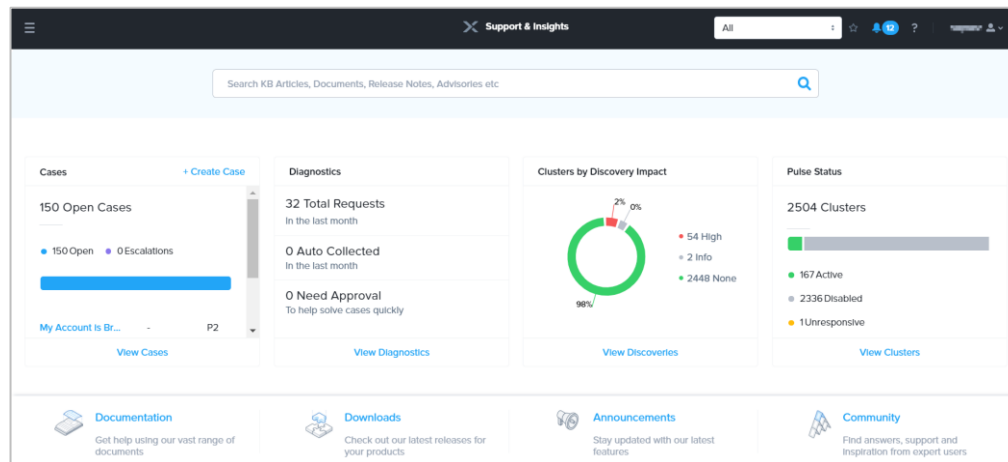 Support & Insights
All
12
?
Search KB Articles, Documents, Release Notes, Advisories etc
Cases
+ Create Case
150 Open Cases
150 Open
0 Escalations
My Account Is Br...
-
P2
View Cases
Diagnostics
32 Total Requests
In the last month
0 Auto Collected
In the last month
0 Need Approval
To help solve cases quickly
View Diagnostics
Clusters by Discovery Impact
2%
0%
98%
54 High
2 Info
2448 None
View Discoveries
Pulse Status
2504 Clusters
167 Active
2336 Disabled
1 Unresponsive
View Clusters
Documentation
Get help using our vast range of
documents
Downloads
Check out our latest releases for
your products
Announcements
Stay updated with our latest
features
Community
Find answers, support and
inspiration from expert users